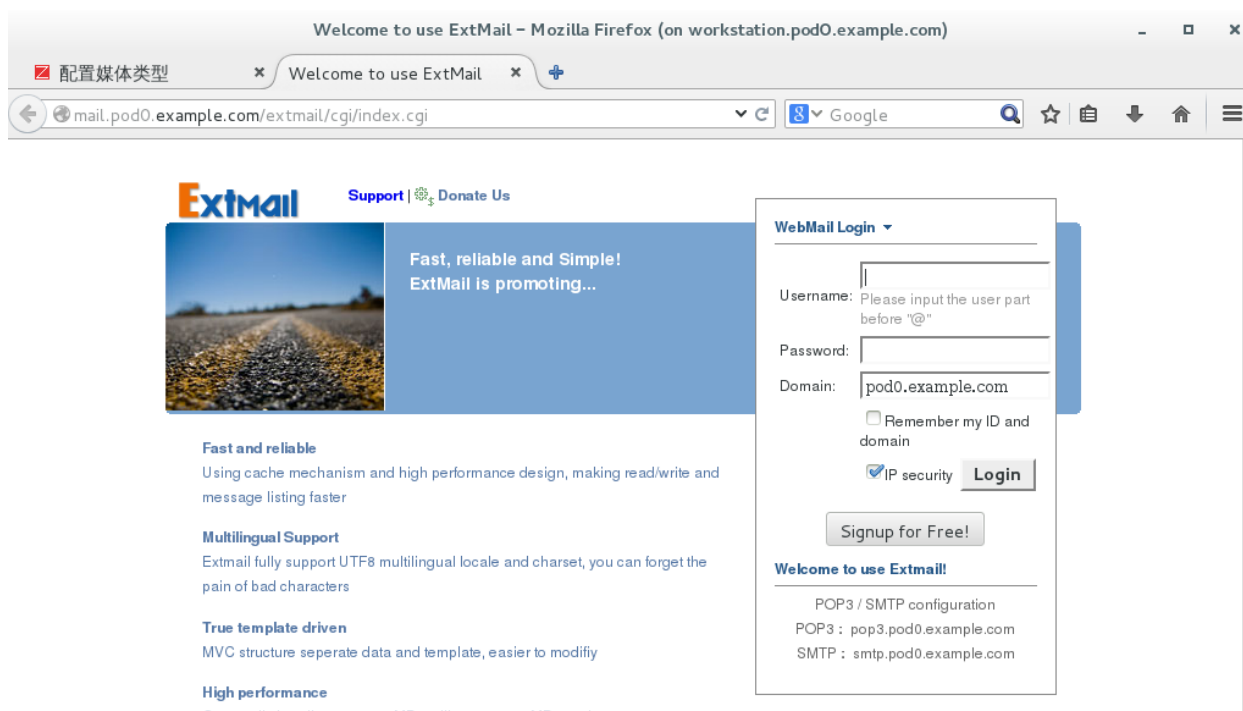 Welcome to use ExtMail – Mozilla Firefox (on workstation.pod0.example.com)
配置媒体类型
Welcome to use ExtMail
mail.pod0.example.com/extmail/cgi/index.cgi
Google
Extmail
Support | Donate Us
Fast, reliable and Simple!
ExtMail is promoting...
Fast and reliable
Using cache mechanism and high performance design, making read/write and
message listing faster
Multilingual Support
Extmail fully support UTF8 multilingual locale and charset, you can forget the
pain of bad characters
True template driven
MVC structure seperate data and template, easier to modifiy
High performance
WebMail Login
Username:
Please input the user part
before "@"
Password:
Domain: pod0.example.com
Remember my ID and
domain
IP security Login
Signup for Free!
Welcome to use Extmail!
POP3 / SMTP configuration
POP3 : pop3.pod0.example.com
SMTP : smtp.pod0.example.com